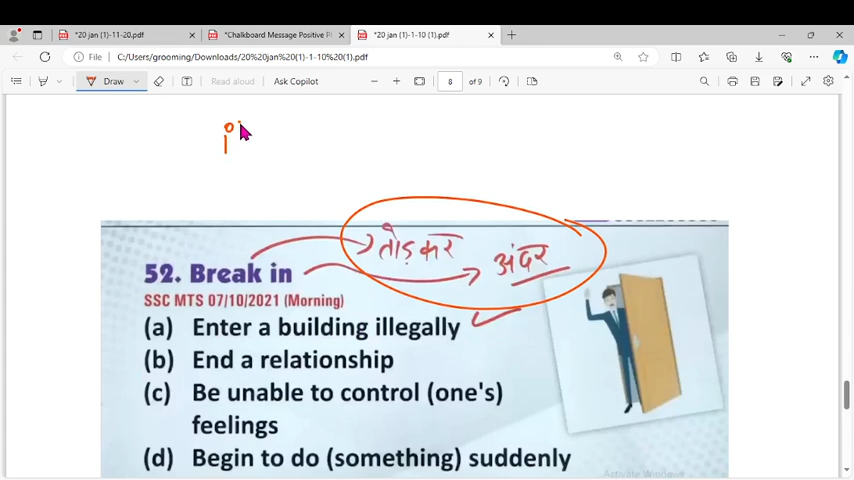 *20 jan (1)-11-20.pdf
*Chalkboard Message Positive Pl
*20 jan (1)-1-10 (1).pdf
File
C:/Users/grooming/Downloads/20%20jan%20(1)-1-10%20(1).pdf
Draw
Read aloud
Ask Copilot
8
of 9
तोड़कर
अंदर
52. Break in
SSC MTS 07/10/2021 (Morning)
(a) Enter a building illegally
(b) End a relationship
(c) Be unable to control (one's)
feelings
(d) Begin to do (something) suddenly
Activate Windows